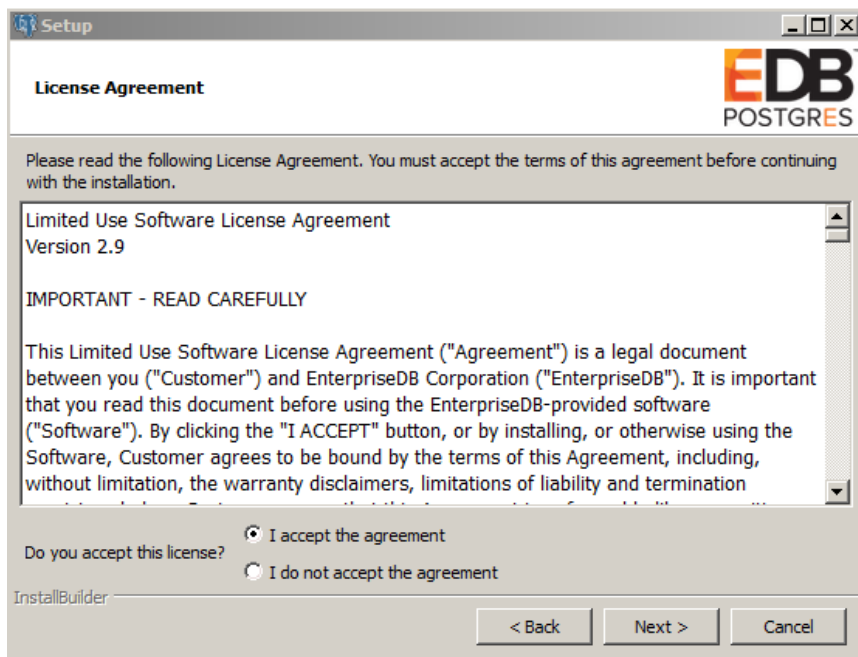 Setup
License Agreement
EDB
POSTGRES
Please read the following License Agreement. You must accept the terms of this agreement before continuing
with the installation.
Limited Use Software License Agreement
Version 2.9
IMPORTANT - READ CAREFULLY
This Limited Use Software License Agreement ("Agreement") is a legal document
between you ("Customer") and EnterpriseDB Corporation ("EnterpriseDB"). It is important
that you read this document before using the EnterpriseDB-provided software
("Software"). By clicking the "I ACCEPT" button, or by installing, or otherwise using the
Software, Customer agrees to be bound by the terms of this Agreement, including,
without limitation, the warranty disclaimers, limitations of liability and termination
Do you accept this license?
I accept the agreement
I do not accept the agreement
InstallBuilder
< Back
Next >
Cancel